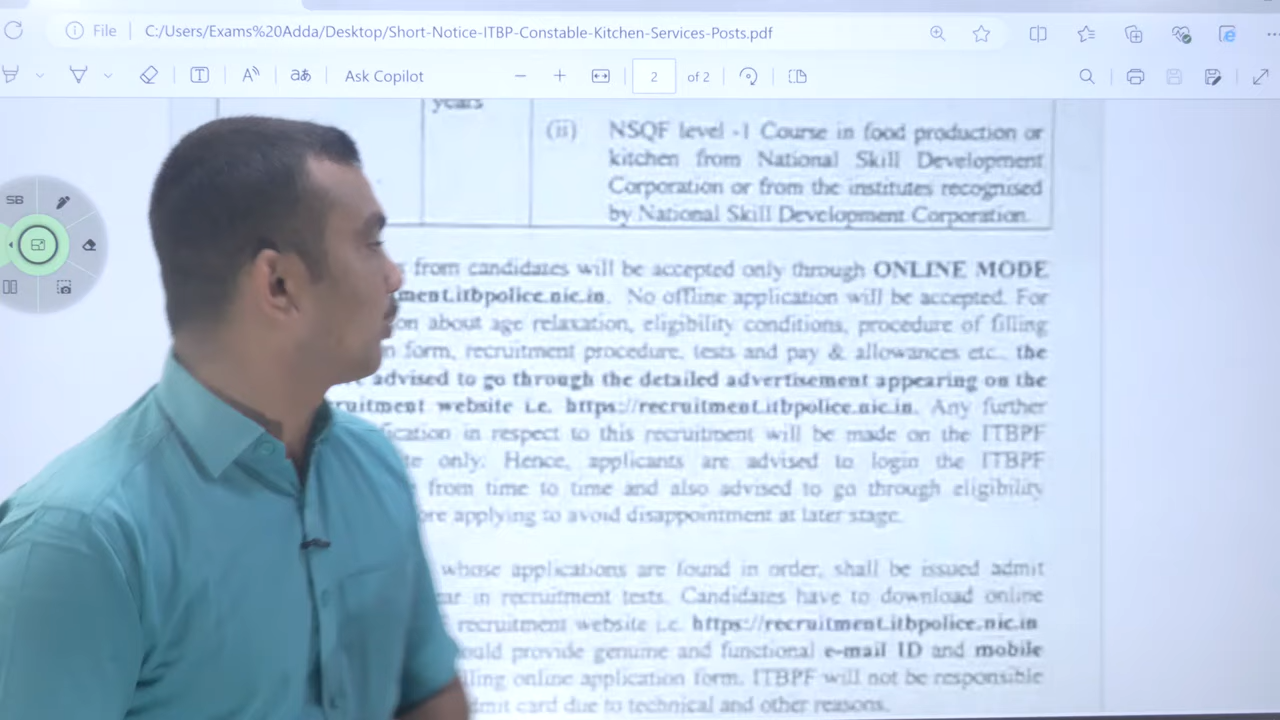 File
C:/Users/Exams%20Adda/Desktop/Short-Notice-ITBP-Constable-Kitchen-Services-Posts.pdf
Ask Copilot
2 of 2
SB
years
(ii) NSQF level -1 Course in food production or
kitchen from National Skill Development
Corporation or from the institutes recognised
by National Skill Development Corporation.
from candidates will be accepted only through ONLINE MODE
ment.itbpolice.nic.in. No offline application will be accepted. For
on about age relaxation, eligibility conditions, procedure of filling
form, recruitment procedure, tests and pay & allowances etc., the
advised to go through the detailed advertisement appearing on the
ruitment website i.e. https://recruitment.itbpolice.nic.in. Any further
ication in respect to this recruitment will be made on the ITBPF
te only. Hence, applicants are advised to login the ITBPF
from time to time and also advised to go through eligibility
ore applying to avoid disappointment at later stage.
whose applications are found in order, shall be issued admit
ar in recruitment tests. Candidates have to download online
recruitment website i.e. https://recruitment.itbpolice.nic.in
ould provide genuine and functional e-mail ID and mobile
lling online application form. ITBPF will not be responsible
dmit card due to technical and other reasons.